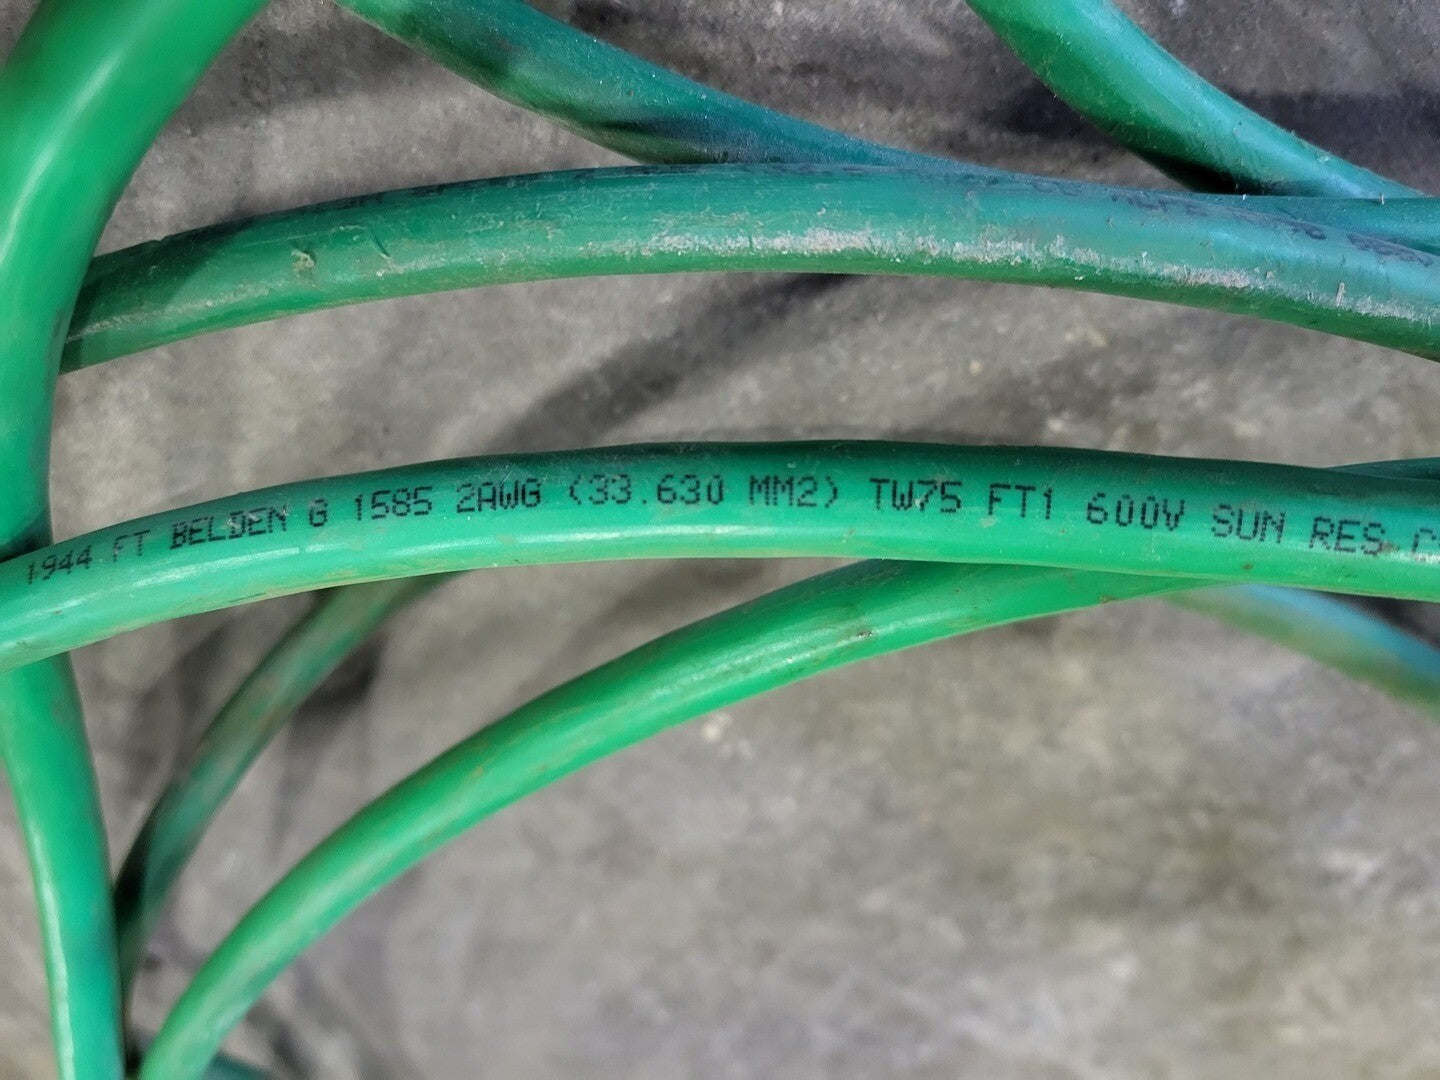 1944 FT BELDEN G 1585 2AWG (33.630 MM2) TW75 FT1 600V SUN RES